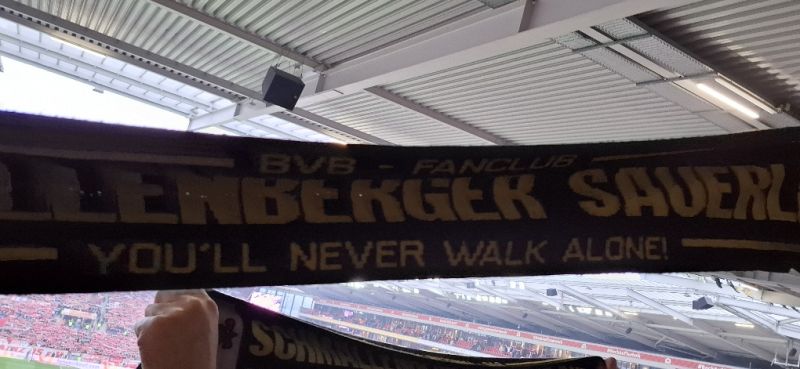 BVB - FANCLUB
LLENBERGER SAUERL
YOU'LL NEVER WALK ALONE!
SCHMALL